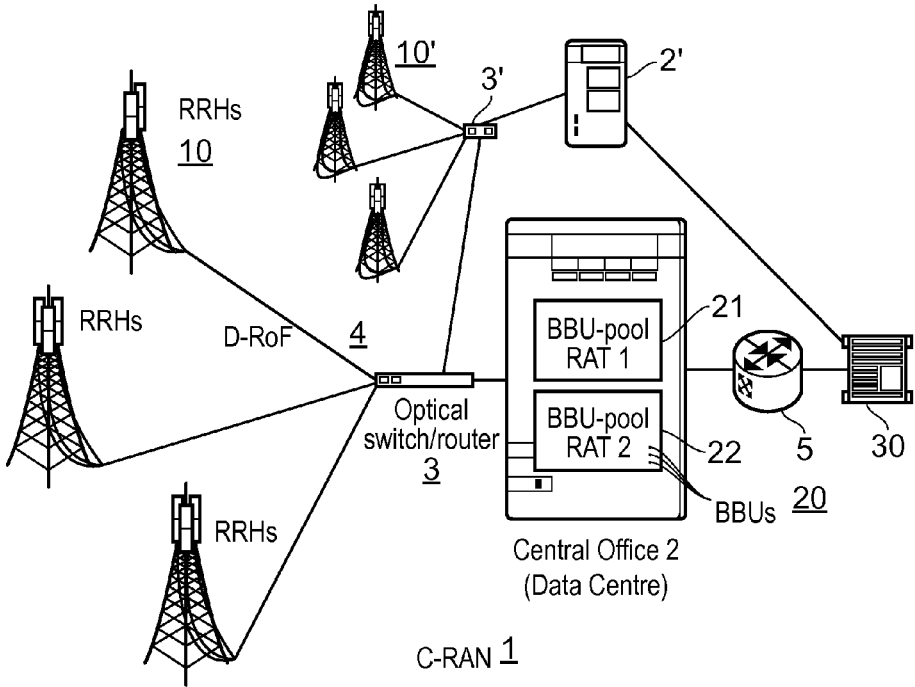 10'
3'
2'
RRHs
10
RRHs
D-RoF
4
21
BBU-pool
RAT 1
Optical
switch/router
3
BBU-pool
RAT 2
22
5
30
BBUs
20
RRHs
Central Office 2
(Data Centre)
C-RAN 1